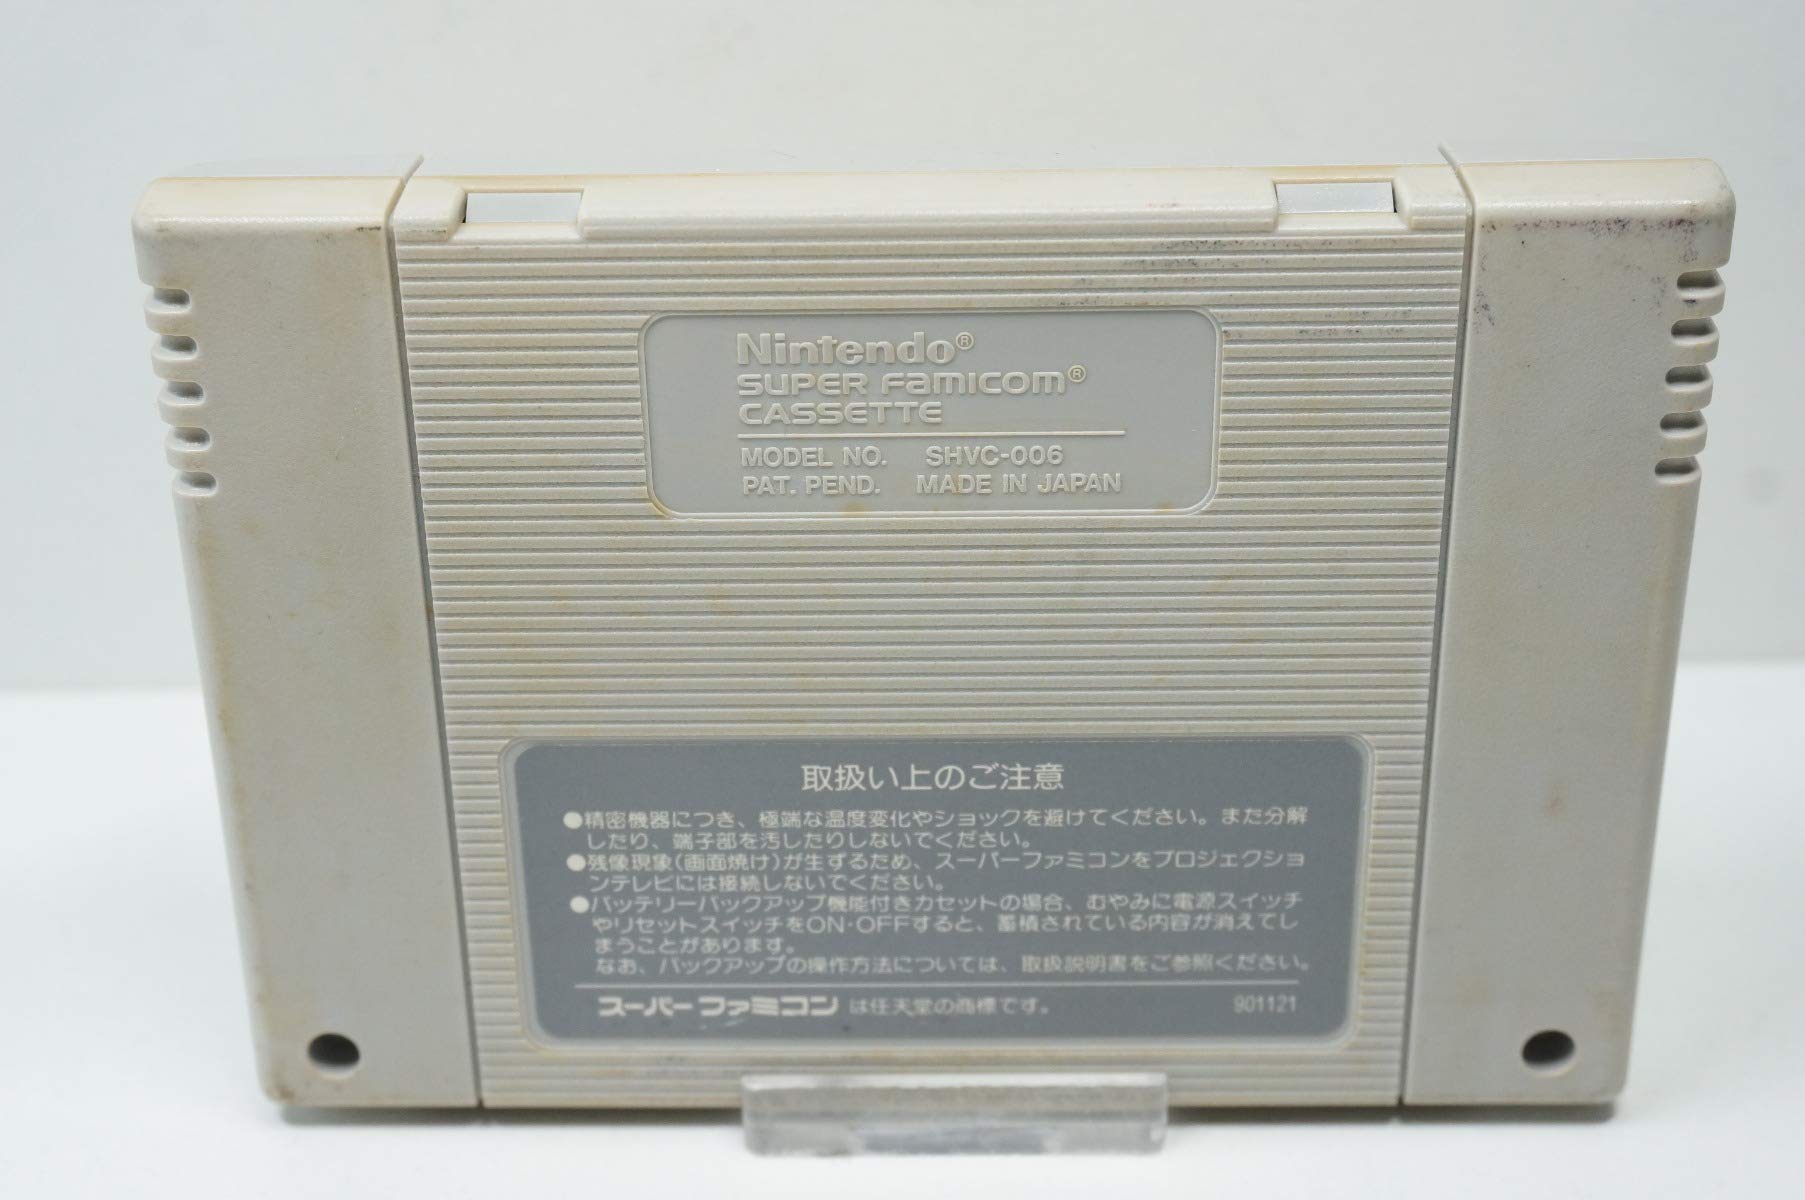 Nintendo®
SUPER FAMICOM®
CASSETTE
MODEL NO. SHVC-006
PAT. PEND. MADE IN JAPAN
取扱い上のご注意
●精密機器につき、極端な温度変化やショックを避けてください。また分解
したり、端子部を汚したりしないでください。
●残像現象(画面焼け)が生ずるため、スーパーファミコンをプロジェクショ
ンテレビには接続しないでください。
●バッテリーバックアップ機能付きカセットの場合、むやみに電源スイッチ
やリセットスイッチをON·OFFすると、蓄積されている内容が消えてし
まうことがあります。
なお、バックアップの操作方法については、取扱説明書をご参照ください。
スーパーファミコンは任天堂の商標です。 901121